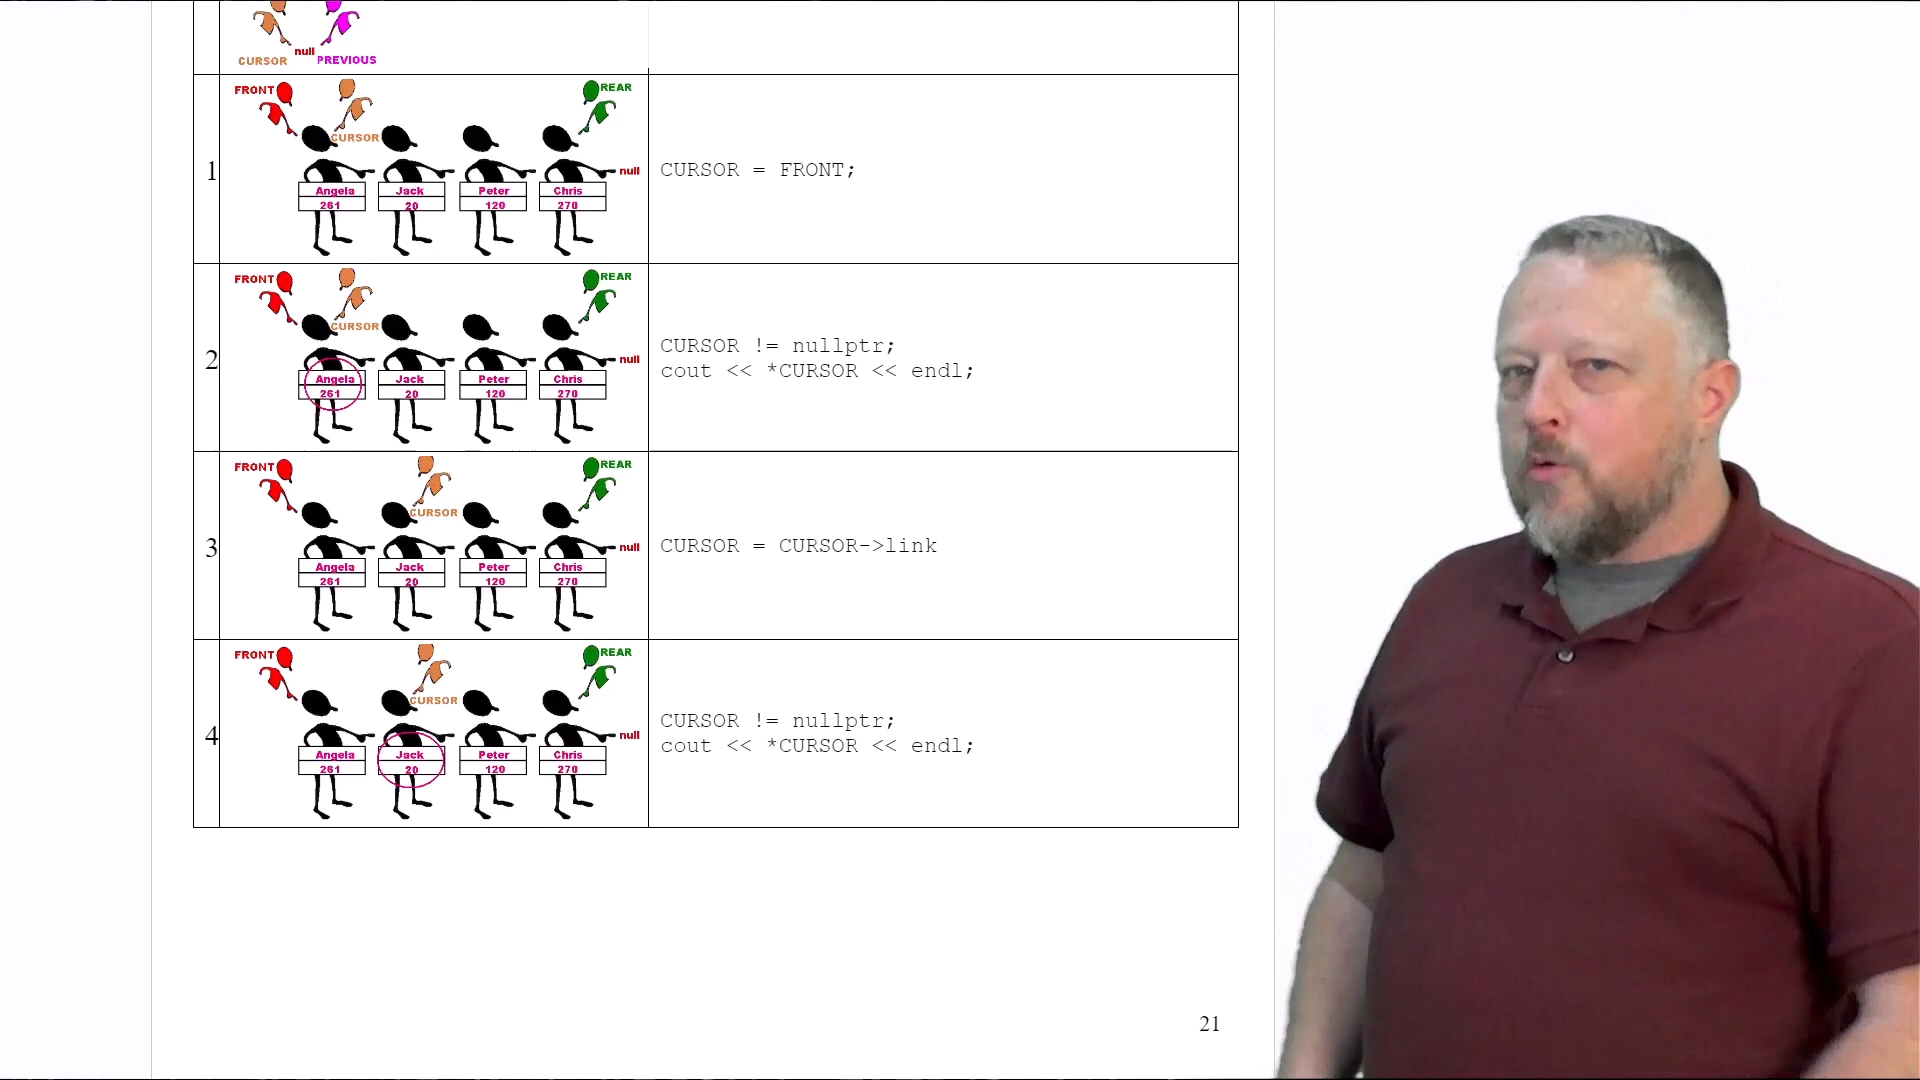 null
CURSOR PREVIOUS
FRONT REAR
CURSOR
1 null CURSOR = FRONT;
Angela Jack Peter Chris
261 20 120 270
FRONT REAR
CURSOR
2 null CURSOR != nullptr;
cout << *CURSOR << endl;
Angela Jack Peter Chris
261 20 120 270
FRONT REAR
CURSOR
3 null CURSOR = CURSOR->link
Angela Jack Peter Chris
261 20 120 270
FRONT REAR
CURSOR
4 null CURSOR != nullptr;
cout << *CURSOR << endl;
Angela Jack Peter Chris
261 20 120 270
21